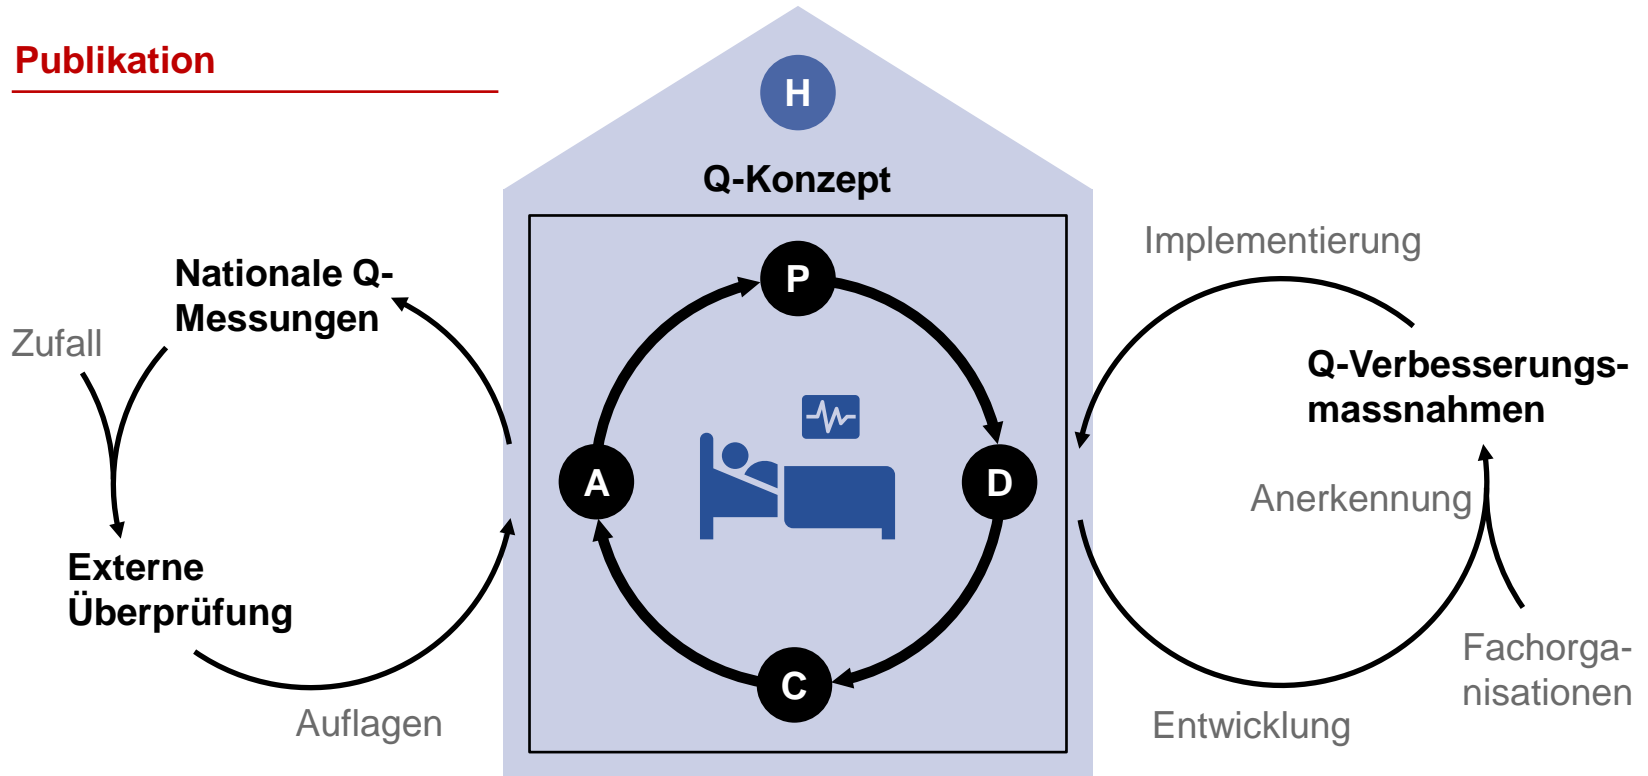 Publikation
H
Q-Konzept
Nationale Q-
Messungen
Zufall
Externe
Überprüfung
Auflagen
P
A
D
C
Implementierung
Q-Verbesserungs-
massnahmen
Anerkennung
Fachorga-
nisationen
Entwicklung